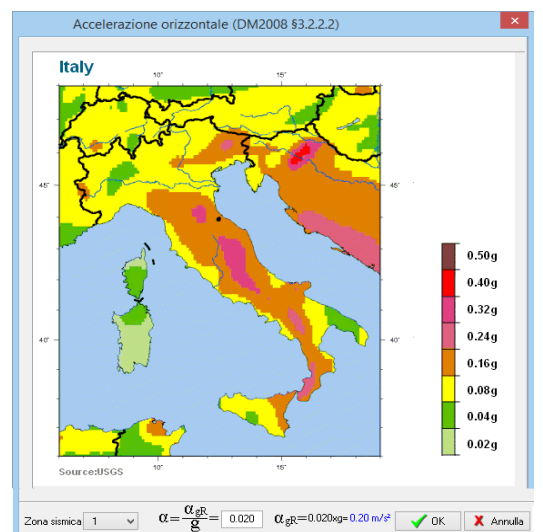 Accelerazione orizzontale (DM2008 §3.2.2.2)
Italy
10° 15°
45°
45°
40°
40°
10° 15°
0.50g
0.40g
0.32g
0.24g
0.16g
0.08g
0.04g
0.02g
Source:USGS
Zona sismica 1 α=αgR/g= 0.020 αgR=0.020xg=0.20 m/s² OK Annulla